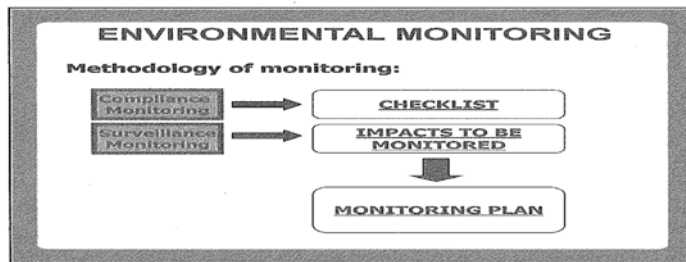 ENVIRONMENTAL MONITORING
Methodology of monitoring:
Compliance
Monitoring
CHECKLIST
Surveillance
Monitoring
IMPACTS TO BE
MONITORED
MONITORING PLAN